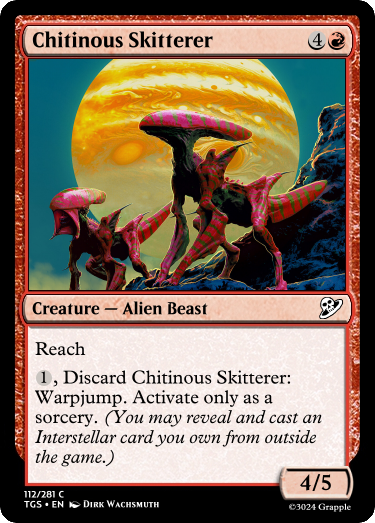 Chitinous Skitterer 4
Creature — Alien Beast
Reach
1, Discard Chitinous Skitterer:
Warpjump. Activate only as a
sorcery. (You may reveal and cast an
Interstellar card you own from outside
the game.)
4/5
112/281 C
TGS • EN Dirk Wachsmuth
©3024 Grapple